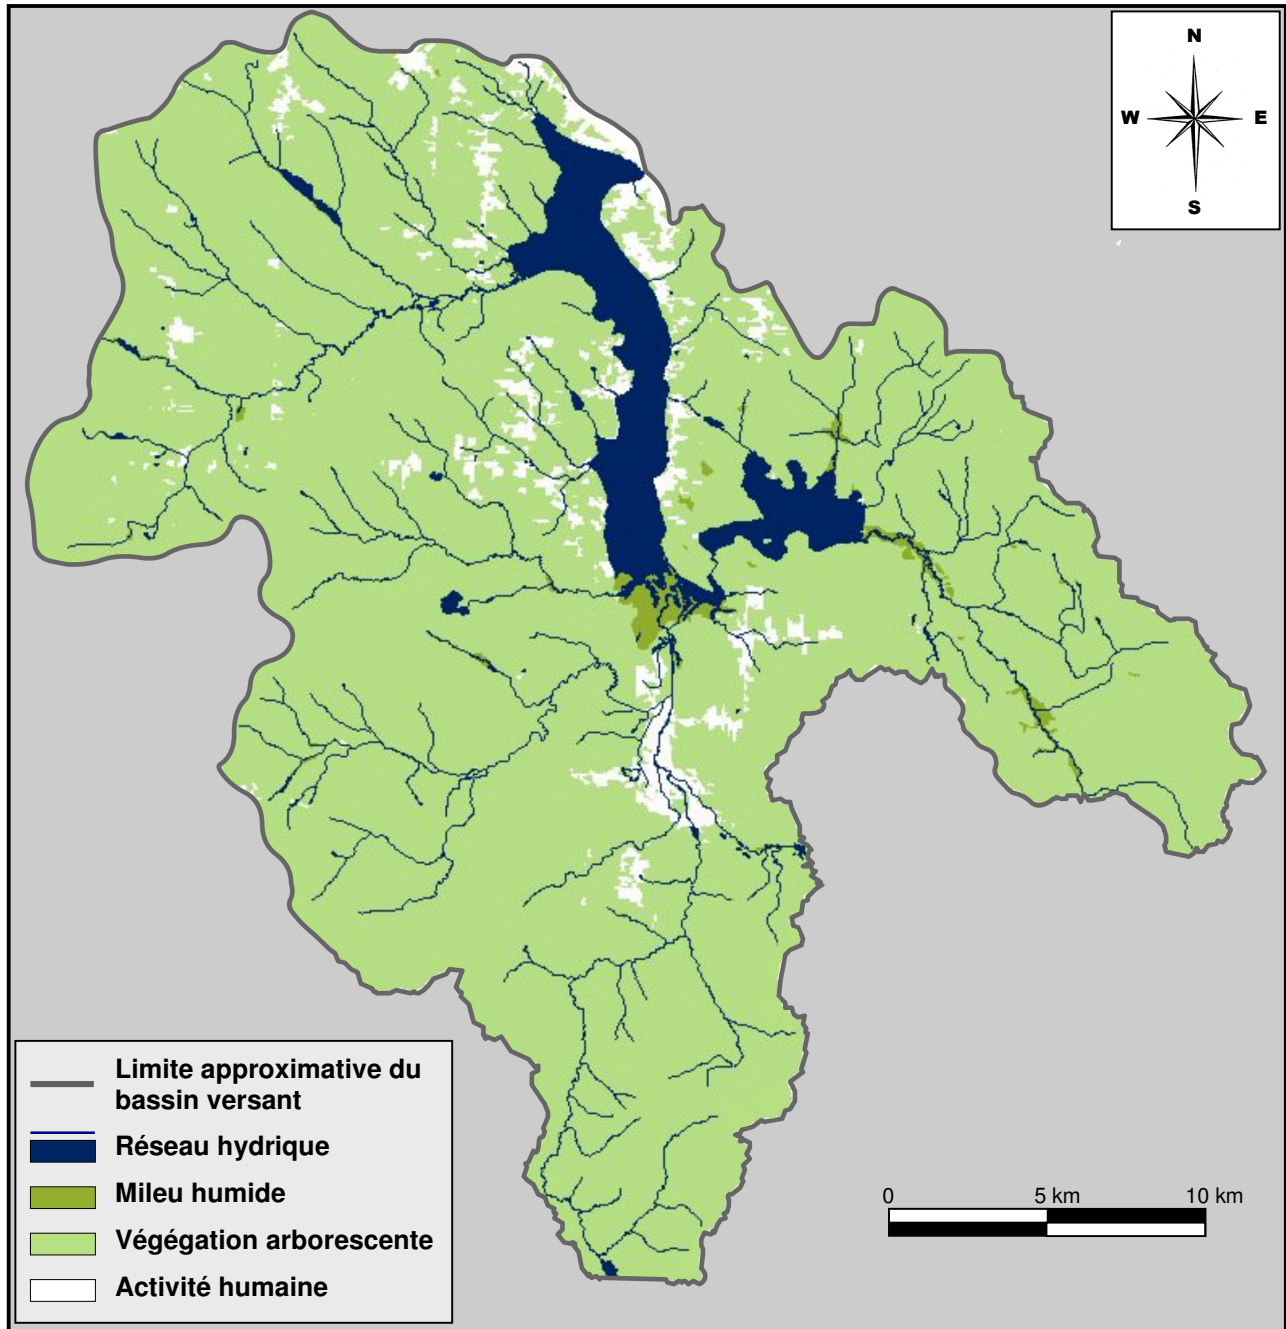 N
W E
S
Limite approximative du
bassin versant
Réseau hydrique
Mileu humide
Végégation arborescente
Activité humaine
0 5 km 10 km